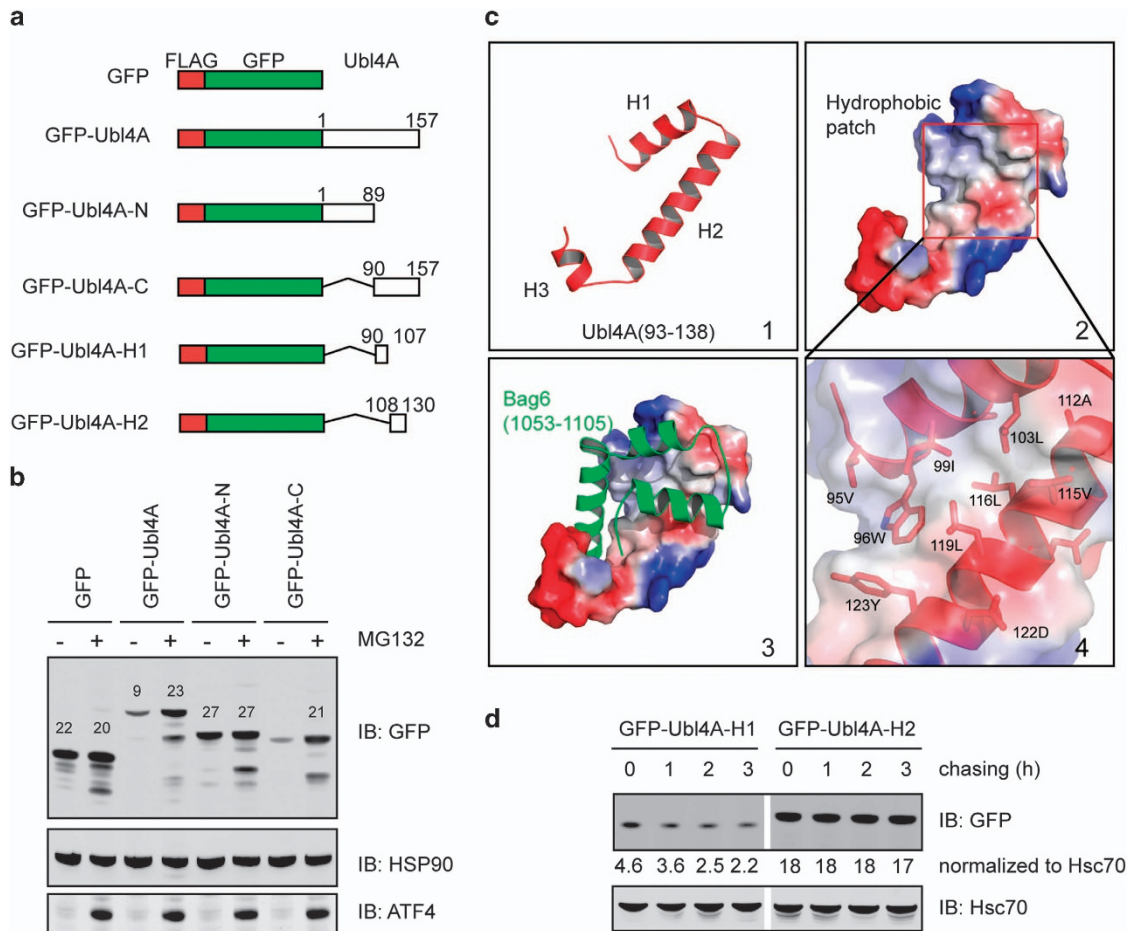 a
FLAG GFP Ubl4A
GFP
GFP-Ubl4A 1 157
GFP-Ubl4A-N 1 89
GFP-Ubl4A-C 90 157
GFP-Ubl4A-H1 90 107
GFP-Ubl4A-H2 108 130
b
GFP GFP-Ubl4A GFP-Ubl4A-N GFP-Ubl4A-C
- + - + - + - + MG132
22 20 9 23 27 27 21 IB: GFP
IB: HSP90
IB: ATF4
c
H1
H2
H3
Ubl4A(93-138)
1
Hydrophobic
patch
2
Bag6
(1053-1105)
3
112A
103L
99I
95V
116L
115V
96W
119L
123Y
122D
4
d
GFP-Ubl4A-H1 GFP-Ubl4A-H2
0 1 2 3 0 1 2 3 chasing (h)
IB: GFP
4.6 3.6 2.5 2.2 18 18 18 17 normalized to Hsc70
IB: Hsc70